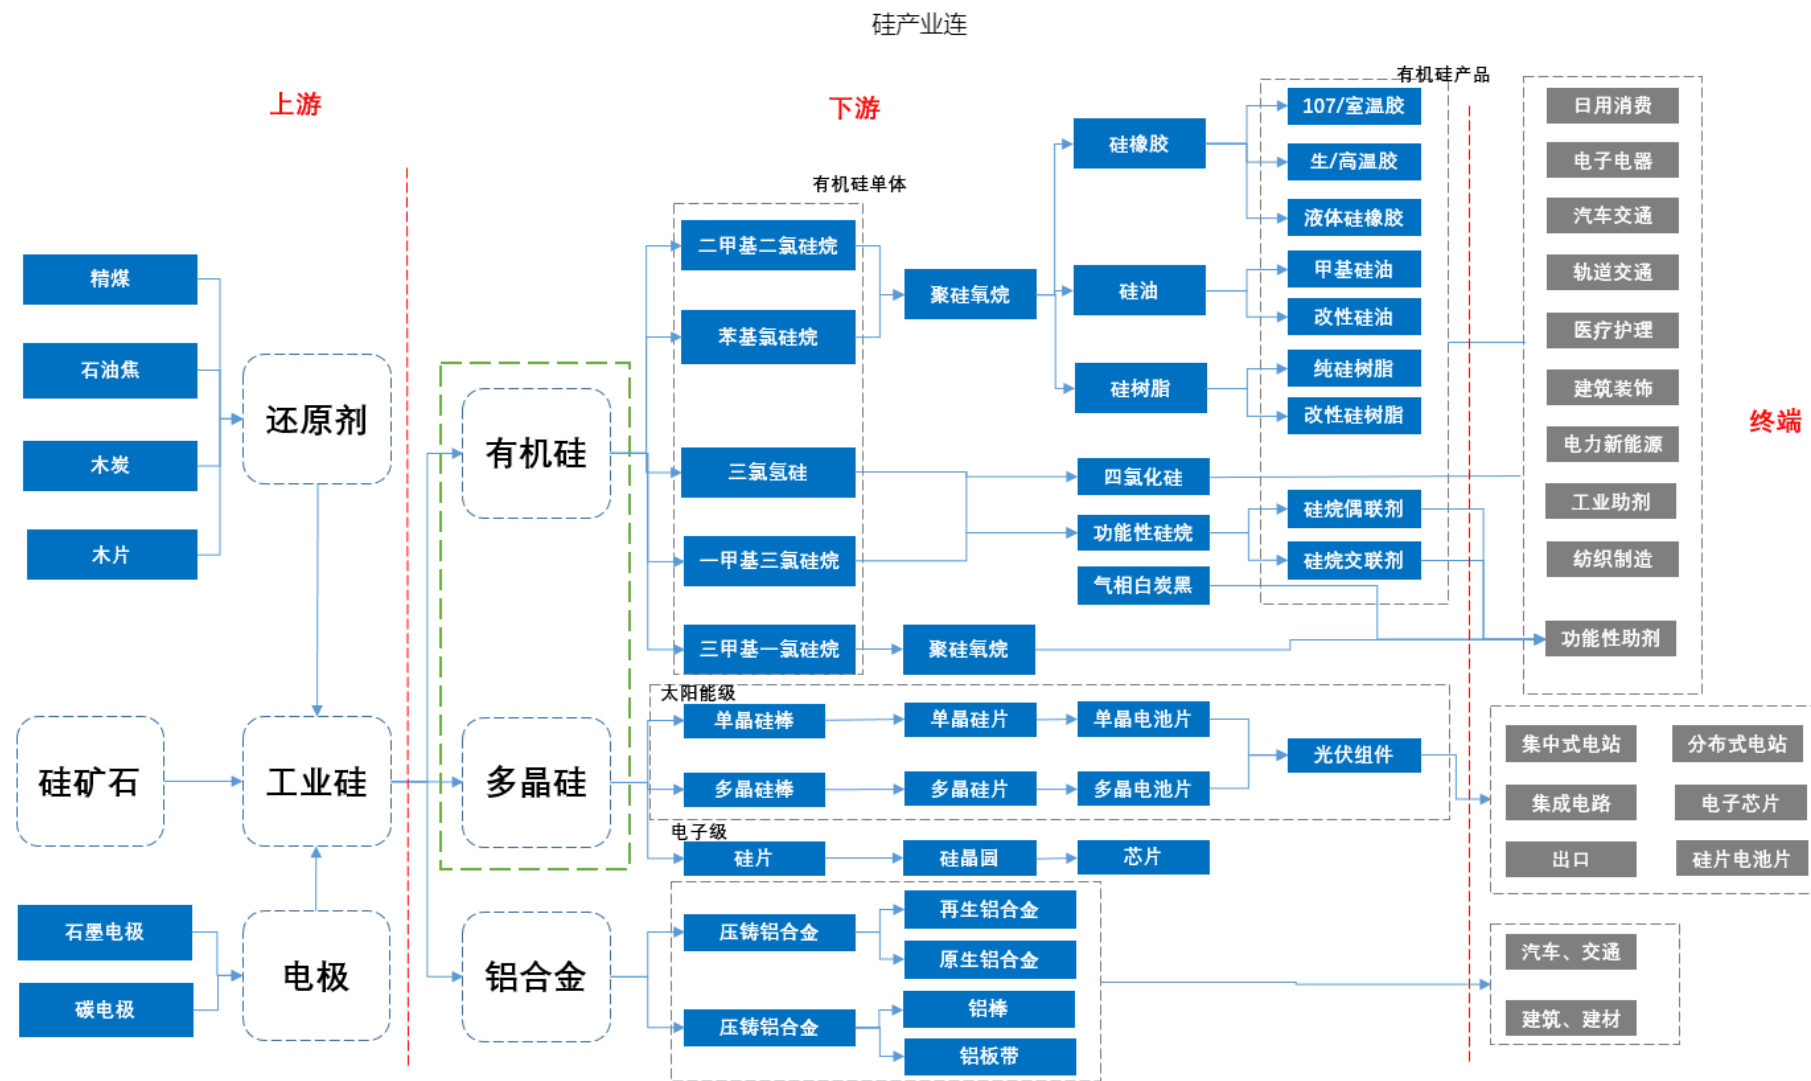 硅产业连
上游
下游
终端
精煤
石油焦
木炭
木片
还原剂
硅矿石
工业硅
石墨电极
碳电极
电极
有机硅
多晶硅
铝合金
有机硅单体
二甲基二氯硅烷
苯基氯硅烷
三氯氢硅
一甲基三氯硅烷
三甲基一氯硅烷
聚硅氧烷
聚硅氧烷
硅橡胶
硅油
硅树脂
四氯化硅
功能性硅烷
气相白炭黑
有机硅产品
107/室温胶
生/高温胶
液体硅橡胶
甲基硅油
改性硅油
纯硅树脂
改性硅树脂
硅烷偶联剂
硅烷交联剂
日用消费
电子电器
汽车交通
轨道交通
医疗护理
建筑装饰
电力新能源
工业助剂
纺织制造
功能性助剂
太阳能级
单晶硅棒
单晶硅片
单晶电池片
多晶硅棒
多晶硅片
多晶电池片
光伏组件
电子级
硅片
硅晶圆
芯片
集中式电站
分布式电站
集成电路
电子芯片
出口
硅片电池片
压铸铝合金
再生铝合金
原生铝合金
压铸铝合金
铝棒
铝板带
汽车、交通
建筑、建材